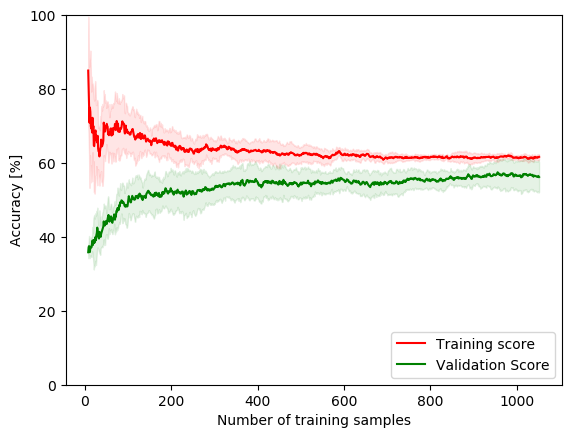 100
80
60
40
20
0
Accuracy [%]
0 200 400 600 800 1000
Number of training samples
Training score
Validation Score